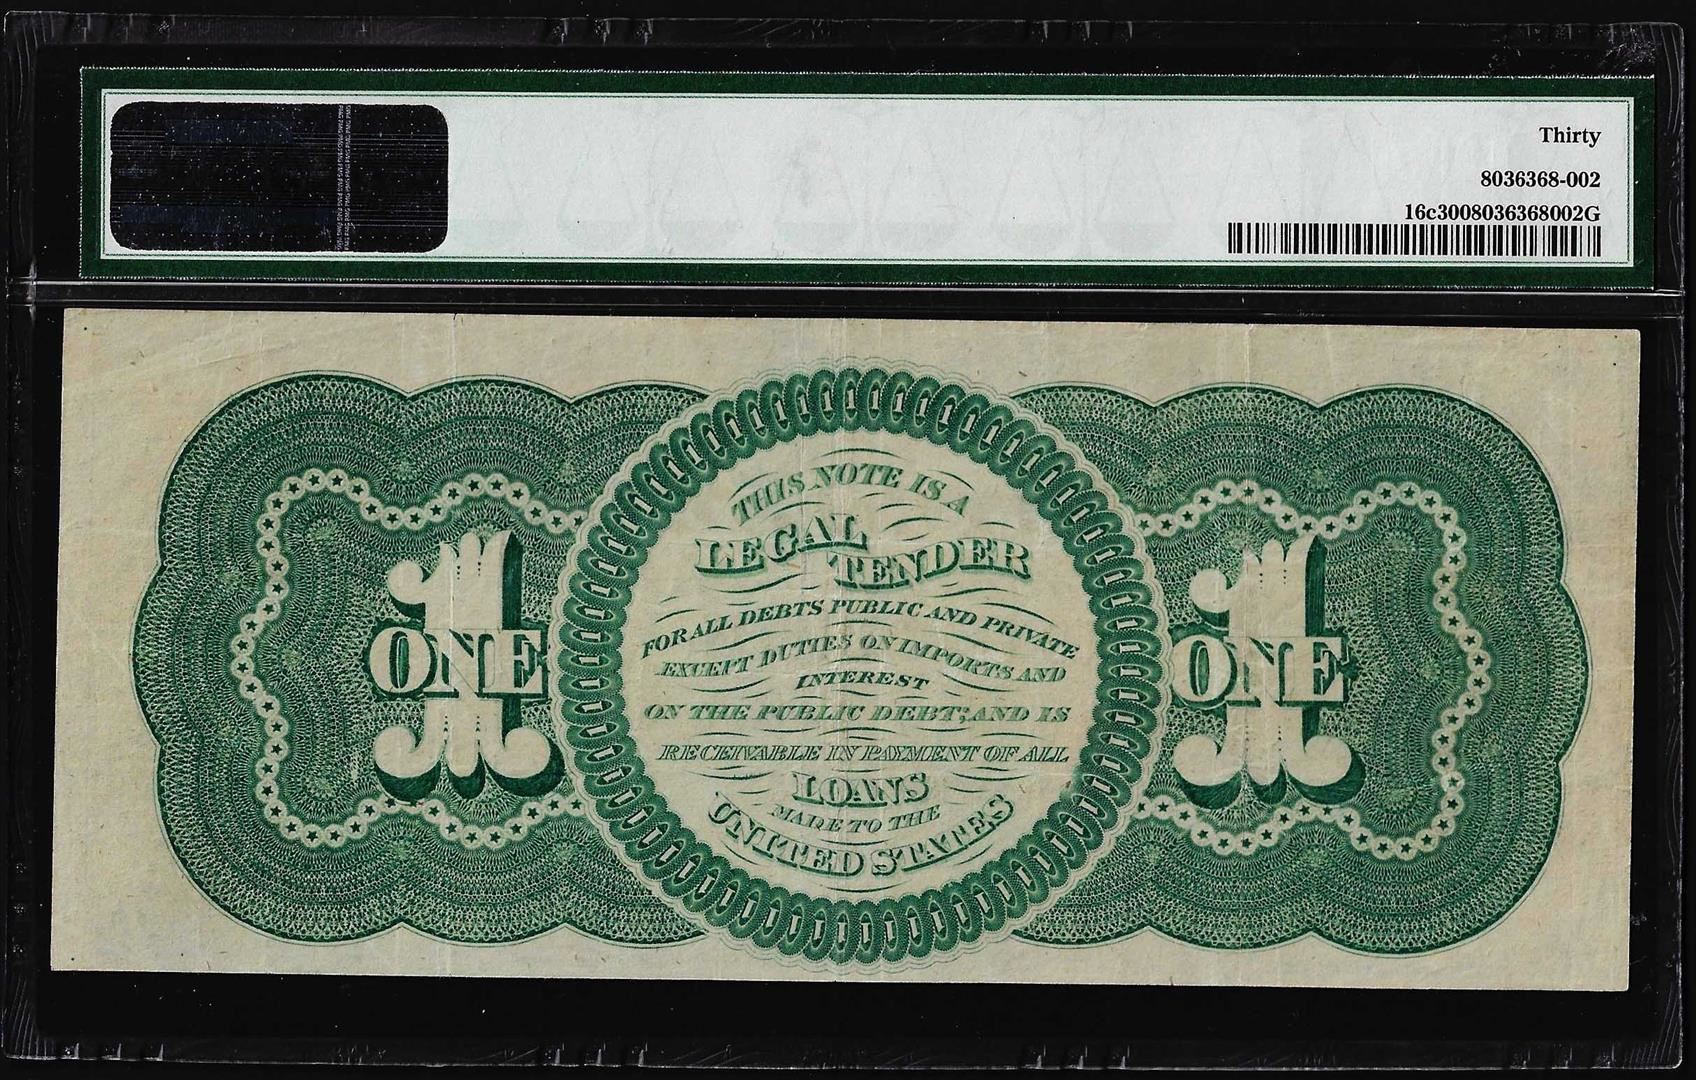 Thirty
8036368-002
16c3008036368002G
THIS NOTE IS A
LEGAL
TENDER
FOR ALL DEBTS PUBLIC AND PRIVATE
EXCEPT DUTIES ON IMPORTS AND
INTEREST
ON THE PUBLIC DEBT; AND IS
RECEIVABLE IN PAYMENT OF ALL
LOANS
MADE TO THE
UNITED STATES
1 ONE
1 ONE